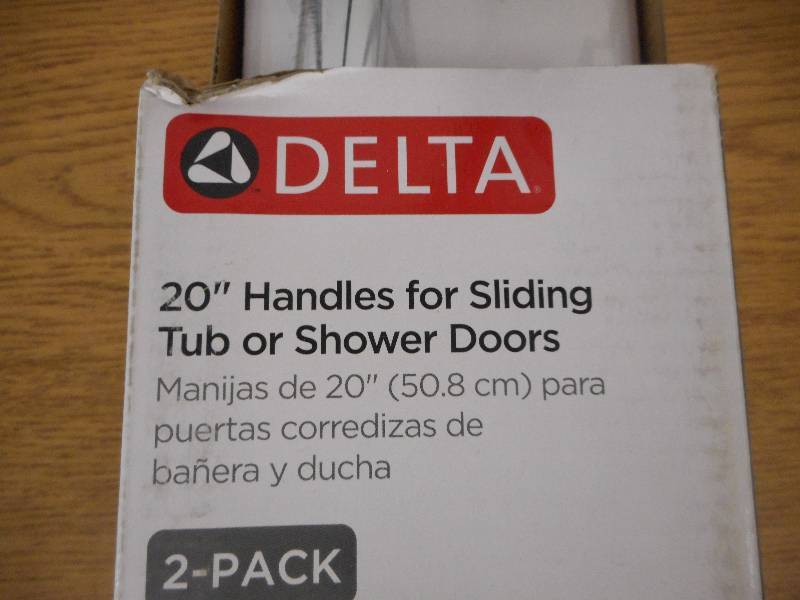 DELTA®
20" Handles for Sliding
Tub or Shower Doors
Manijas de 20" (50.8 cm) para
puertas corredizas de
bañera y ducha
2-PACK